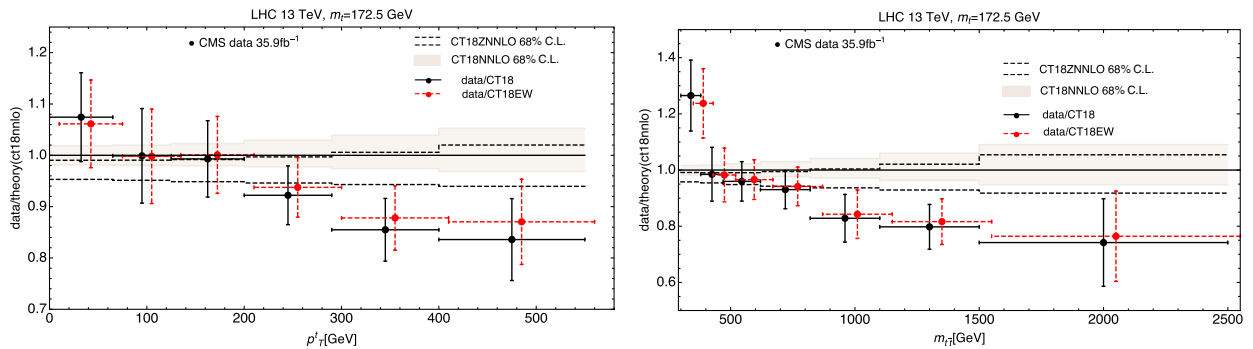 LHC 13 TeV, mₜ=172.5 GeV
• CMS data 35.9fb⁻¹
CT18ZNNLO 68% C.L.
CT18NNLO 68% C.L.
data/CT18
data/CT18EW
data/theory(ct18nnlo)
1.2
1.1
1.0
0.9
0.8
0.7
0
100
200
300
400
500
pᵗ_T[GeV]
LHC 13 TeV, mₜ=172.5 GeV
• CMS data 35.9fb⁻¹
CT18ZNNLO 68% C.L.
CT18NNLO 68% C.L.
data/CT18
data/CT18EW
data/theory(ct18nnlo)
1.4
1.2
1.0
0.8
0.6
500
1000
1500
2000
2500
m_tt̄[GeV]